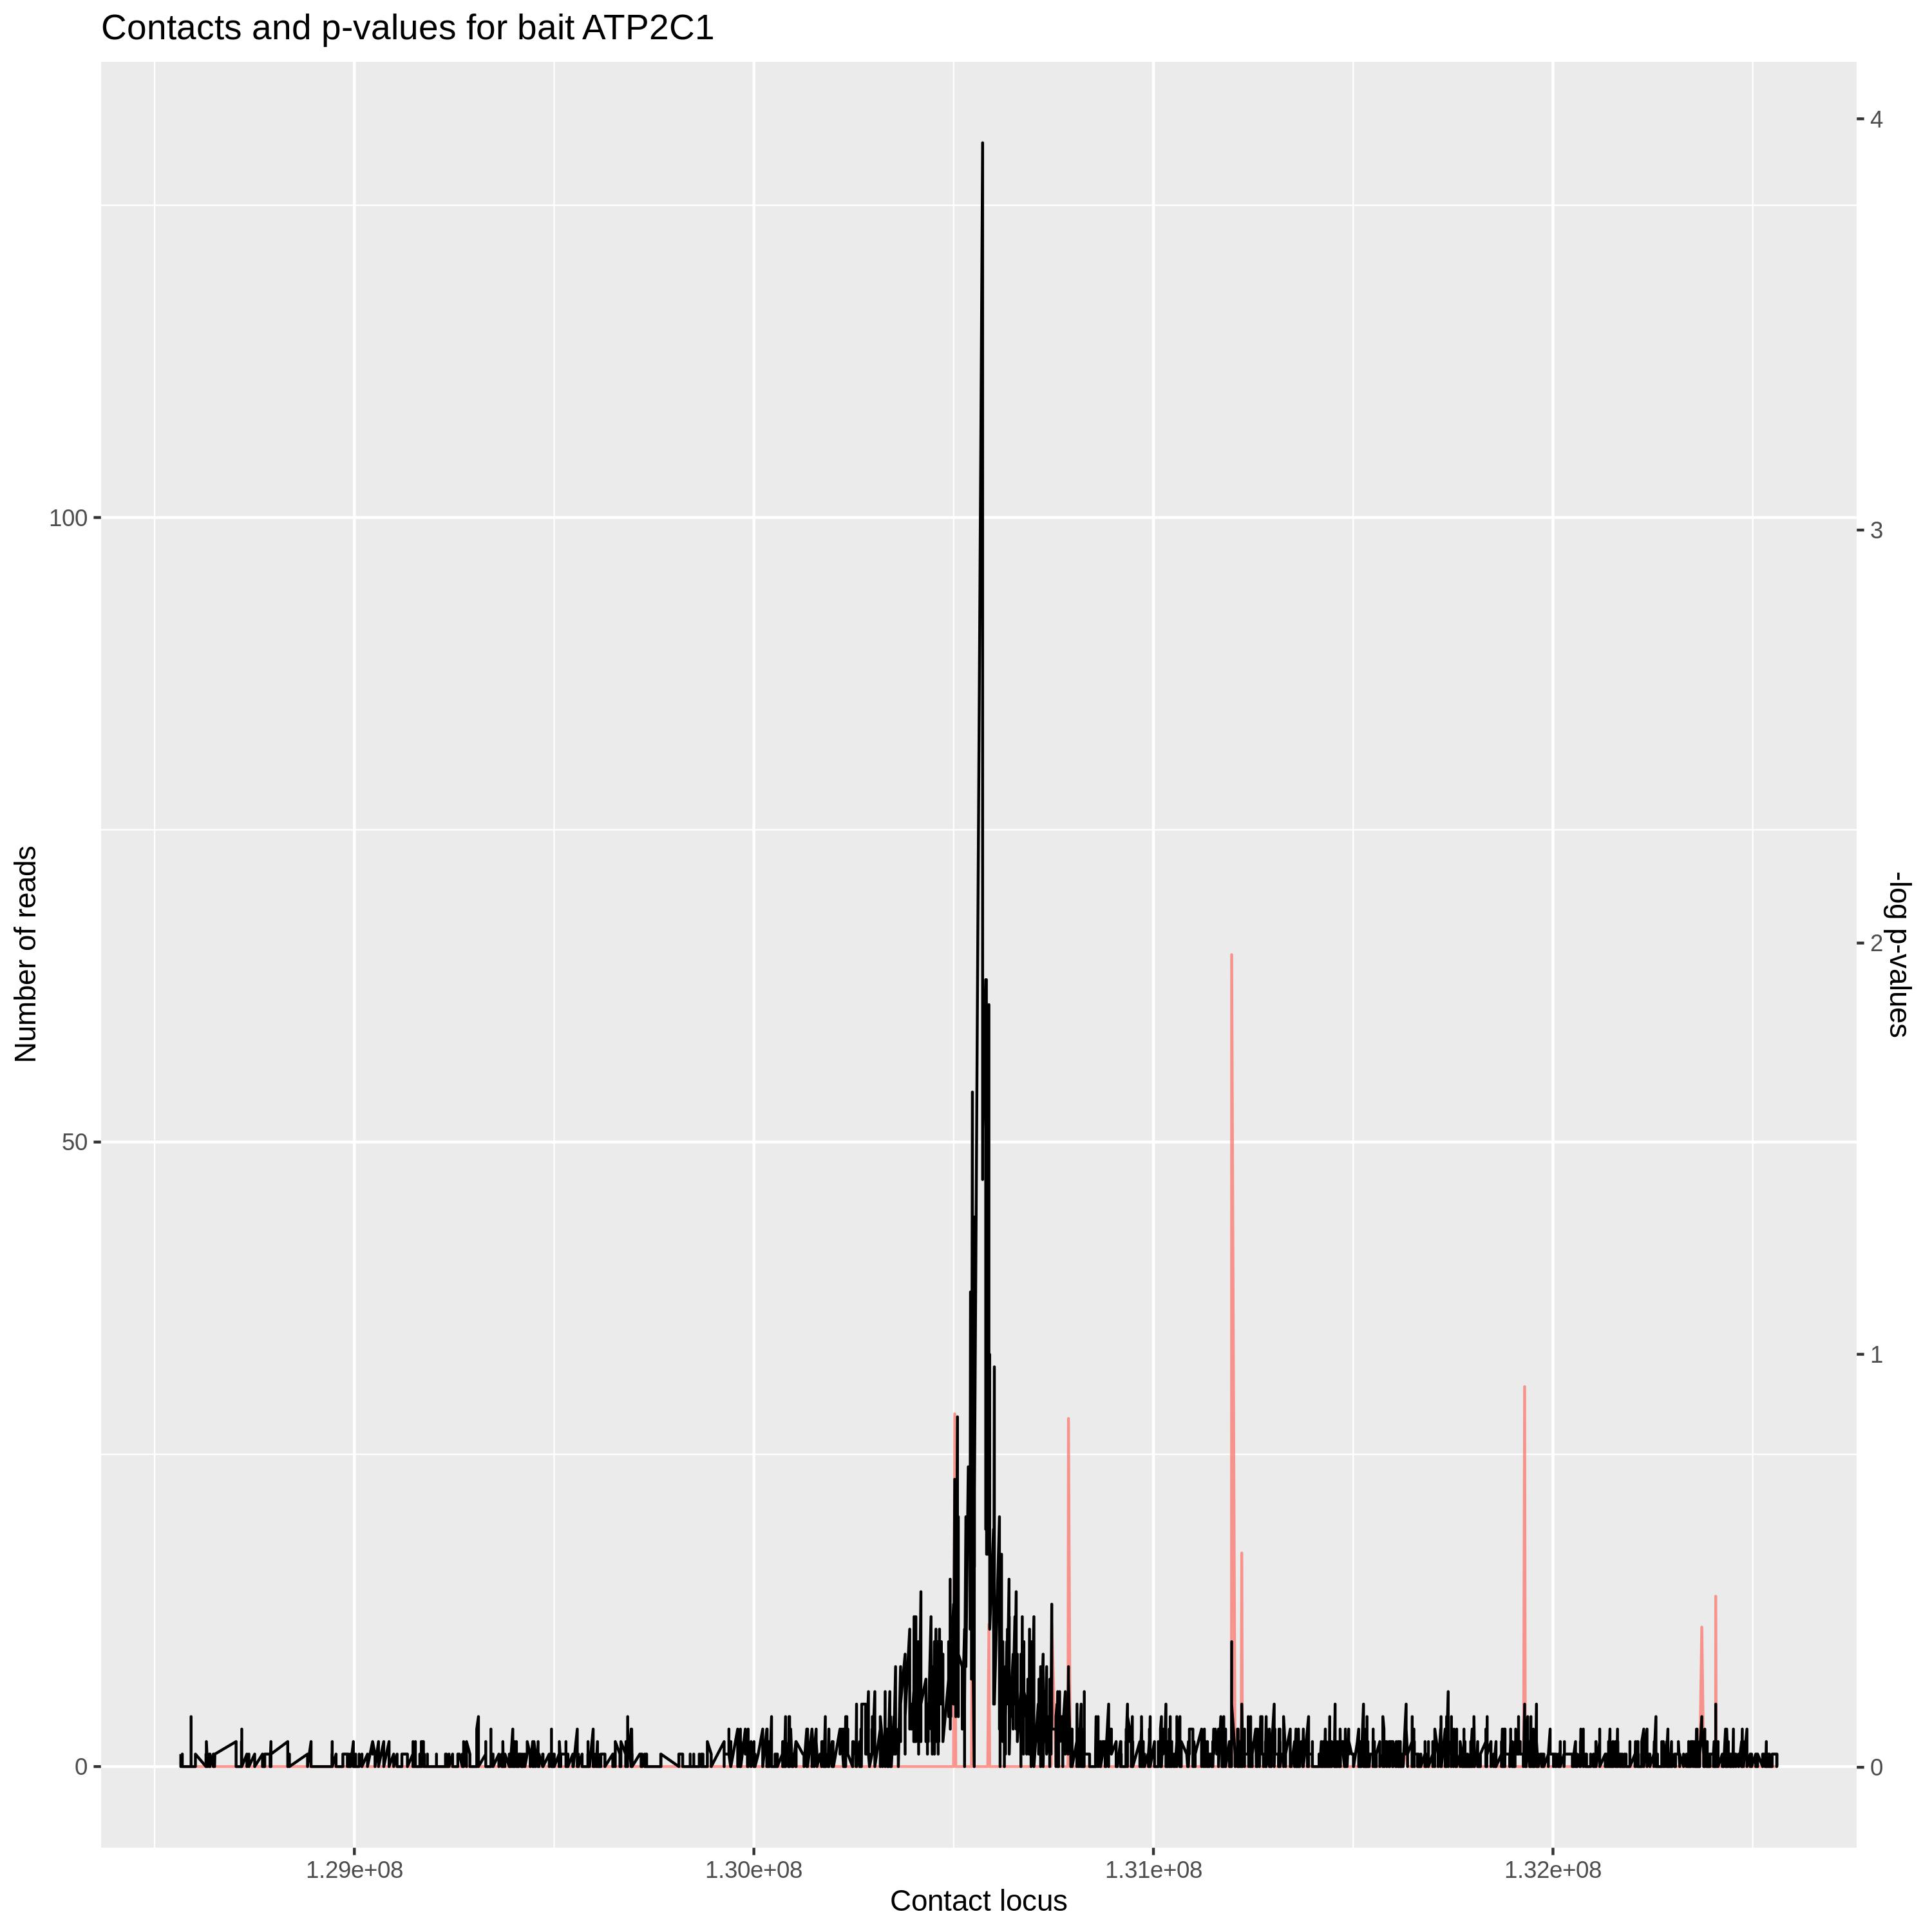 Contacts and p-values for bait ATP2C1
Number of reads
100
50
0
4
3
2
1
0
-log p-values
1.29e+08 1.30e+08 1.31e+08 1.32e+08
Contact locus